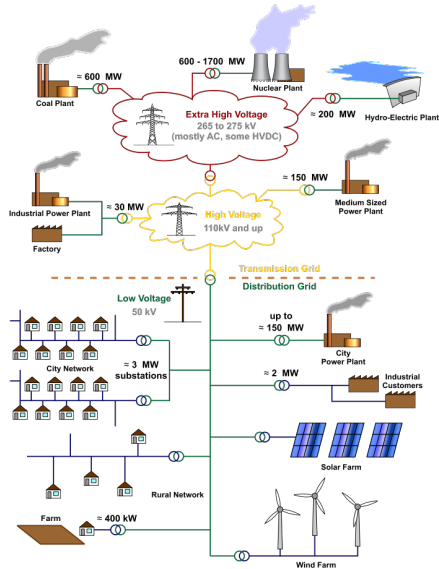 600 - 1700 MW
≈ 600 MW
Nuclear Plant
Coal Plant
Extra High Voltage
265 to 275 kV
(mostly AC, some HVDC)
≈ 200 MW
Hydro-Electric Plant
≈ 150 MW
≈ 30 MW
Industrial Power Plant
High Voltage
110kV and up
Medium Sized
Power Plant
Factory
Transmission Grid
Distribution Grid
Low Voltage
50 kV
up to
≈ 150 MW
City
Power Plant
City Network
≈ 3 MW
substations
≈ 2 MW
Industrial
Customers
Solar Farm
Rural Network
Farm
≈ 400 kW
Wind Farm